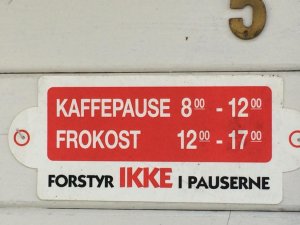 5
KAFFEPAUSE 8⁰⁰ - 12⁰⁰
FROKOST 12⁰⁰ - 17⁰⁰
FORSTYR IKKE I PAUSERNE